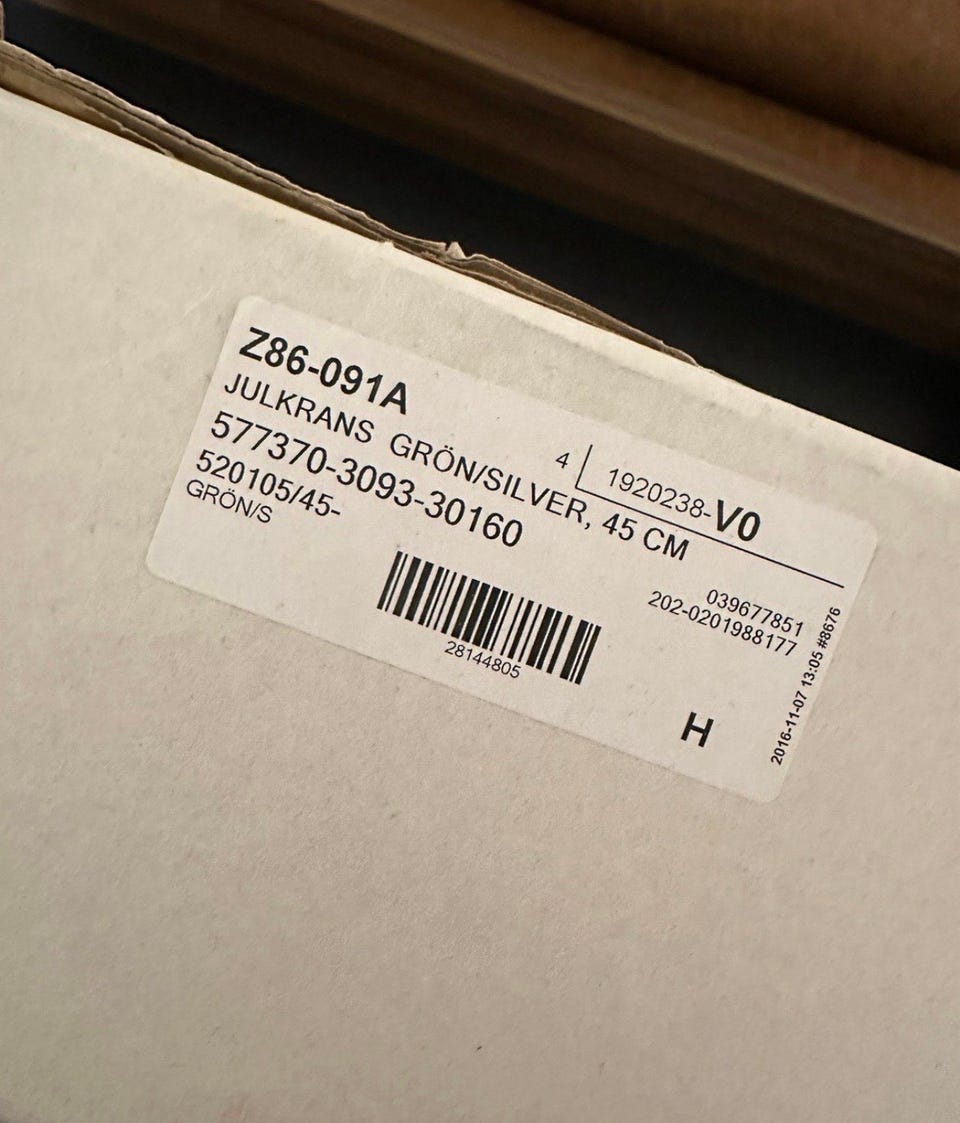 Z86-091A
4 1920238-V0
JULKRANS GRÖN/SILVER, 45 CM
577370-3093-30160
520105/45-
GRÖN/S
039677851
202-0201988177
28144805
H
2016-11-07 13:05 #8676